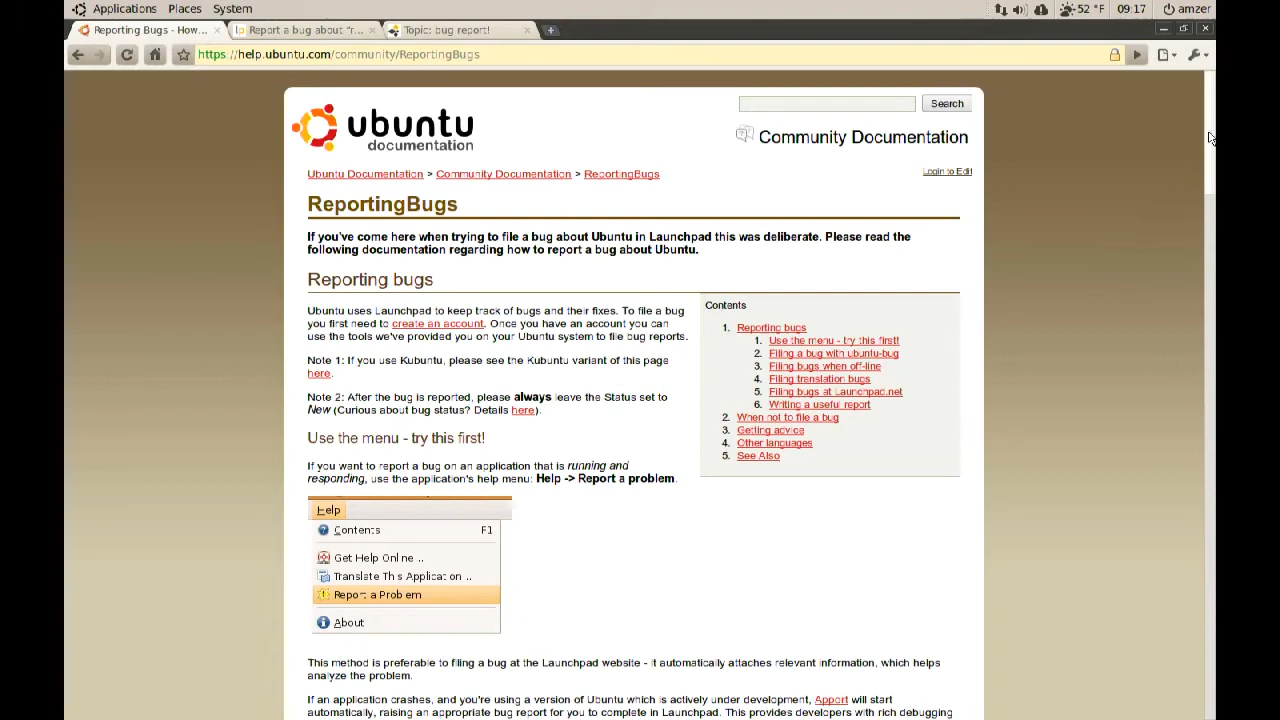 Applications Places System 52 °F 09:17 amzer
Reporting Bugs - How... Report a bug about “r... Topic: bug report!
https://help.ubuntu.com/community/ReportingBugs
Search
ubuntu
documentation
Community Documentation
Ubuntu Documentation > Community Documentation > ReportingBugs
Login to Edit
ReportingBugs
If you've come here when trying to file a bug about Ubuntu in Launchpad this was deliberate. Please read the
following documentation regarding how to report a bug about Ubuntu.
Reporting bugs
Ubuntu uses Launchpad to keep track of bugs and their fixes. To file a bug
you first need to create an account. Once you have an account you can
use the tools we've provided you on your Ubuntu system to file bug reports.
Note 1: If you use Kubuntu, please see the Kubuntu variant of this page
here.
Note 2: After the bug is reported, please always leave the Status set to
New (Curious about bug status? Details here).
Contents
1. Reporting bugs
1. Use the menu - try this first!
2. Filing a bug with ubuntu-bug
3. Filing bugs when off-line
4. Filing translation bugs
5. Filing bugs at Launchpad.net
6. Writing a useful report
2. When not to file a bug
3. Getting advice
4. Other languages
5. See Also
Use the menu - try this first!
If you want to report a bug on an application that is running and
responding, use the application's help menu: Help -> Report a problem.
Help
Contents F1
Get Help Online ..
Translate This Application ..
Report a Problem
About
This method is preferable to filing a bug at the Launchpad website - it automatically attaches relevant information, which helps
analyze the problem.
If an application crashes, and you're using a version of Ubuntu which is actively under development, Apport will start
automatically, raising an appropriate bug report for you to complete in Launchpad. This provides developers with rich debugging